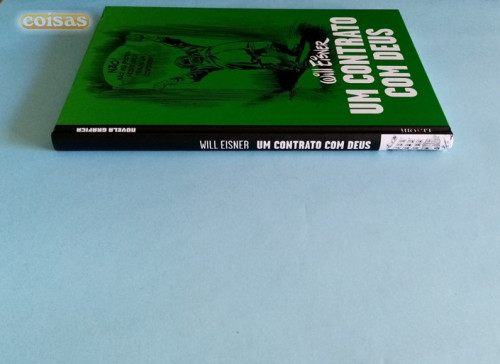 coisas
UM CONTRATO
COM DEUS
Will EISNER
NOVELA GRÁFICA
WILL EISNER UM CONTRATO COM DEUS